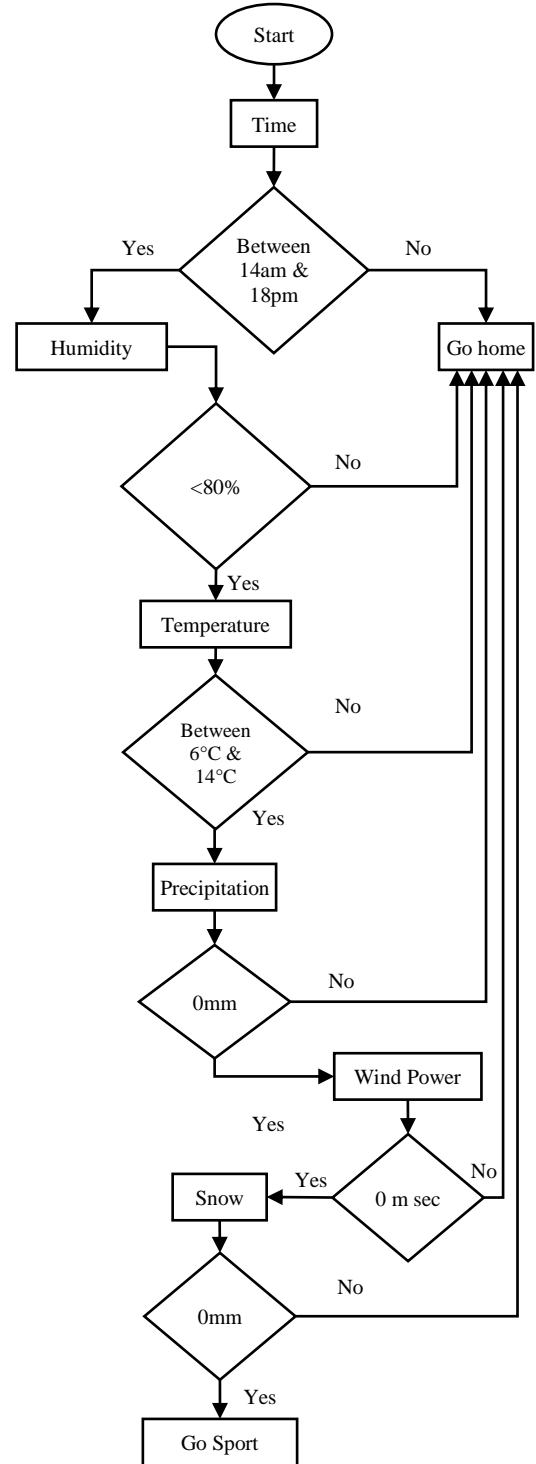 Start
Time
Yes
Between
14am &
18pm
No
Humidity
Go home
<80%
No
Yes
Temperature
Between
6°C &
14°C
No
Yes
Precipitation
0mm
No
Wind Power
Yes
0 m sec
No
Yes
Snow
0mm
No
Yes
Go Sport